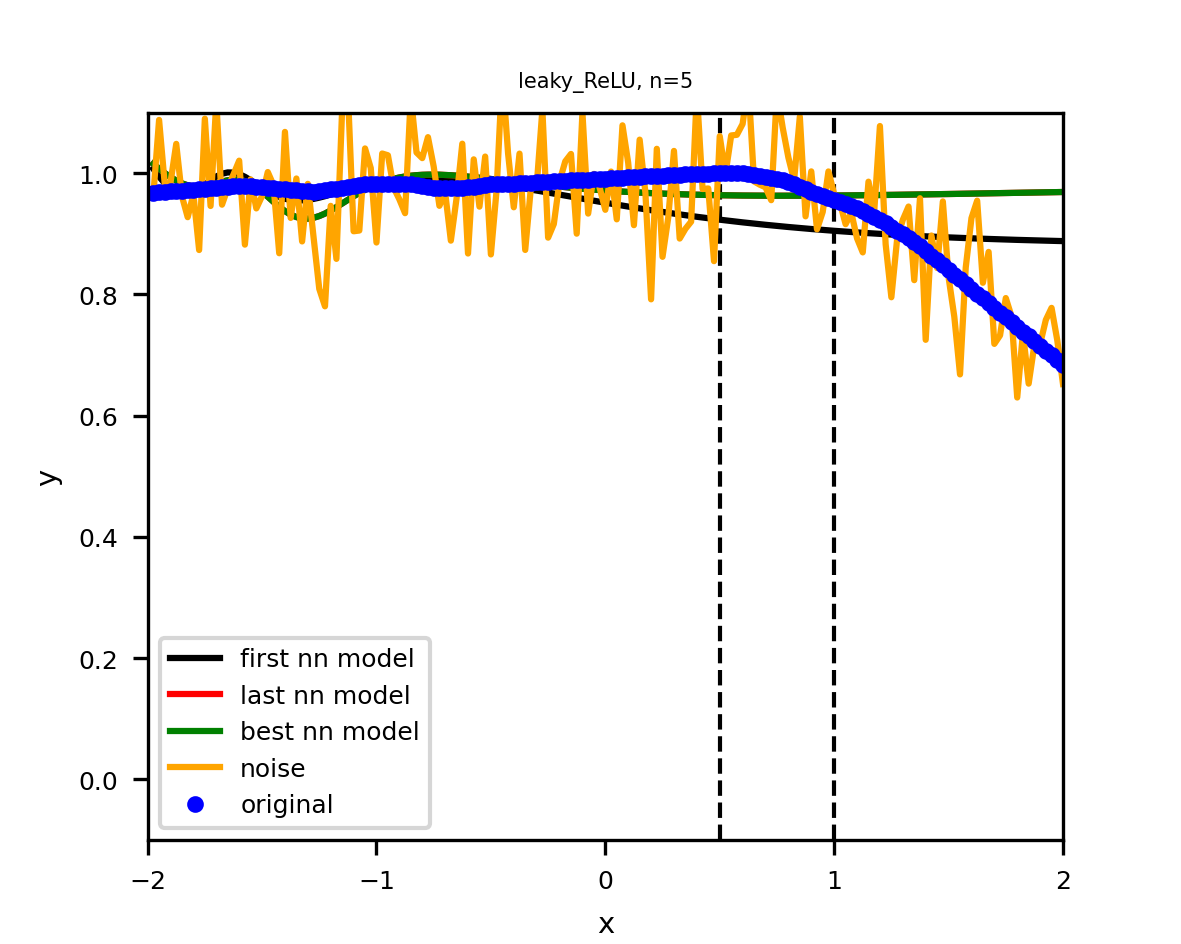 leaky_ReLU, n=5
1.0
0.8
0.6
0.4
0.2
0.0
y
first nn model
last nn model
best nn model
noise
original
−2
−1
0
1
2
x